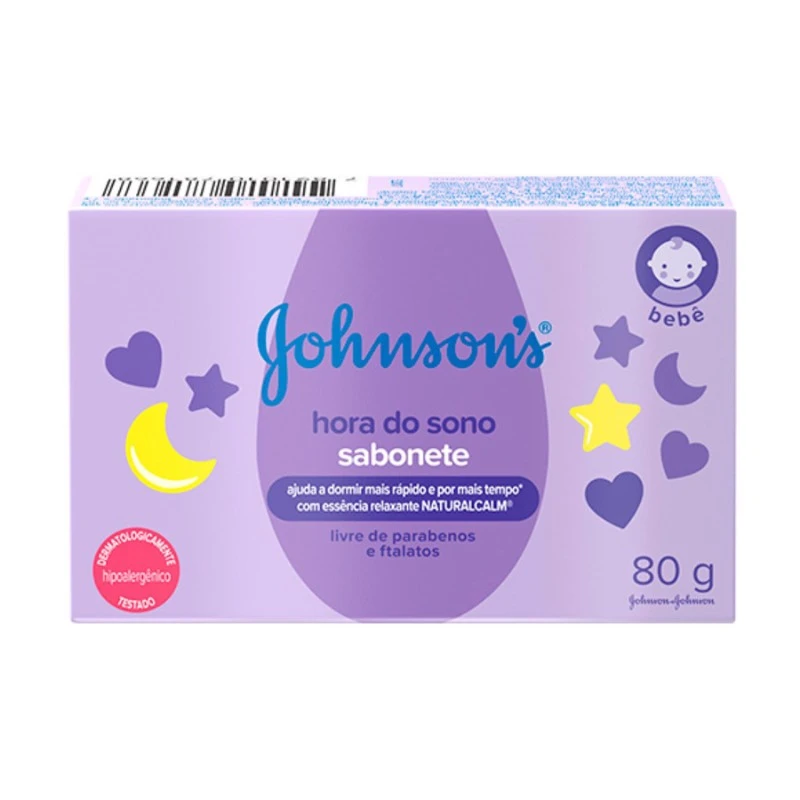 Johnson's®
bebê
hora do sono
sabonete
ajuda a dormir mais rápido e por mais tempo*
com essência relaxante NATURALCALM®
livre de parabenos
e ftalatos
DERMATOLOGICAMENTE
hipoalergênico
TESTADO
80 g
Johnson & Johnson